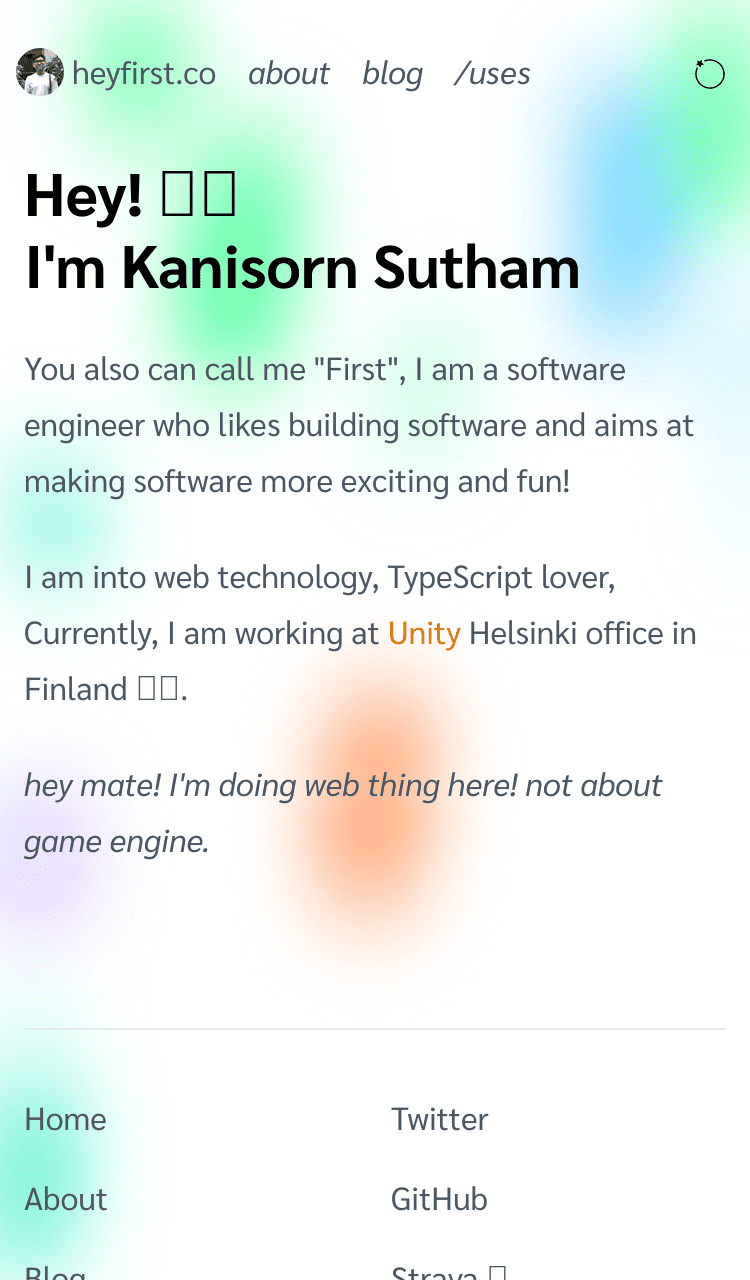 heyfirst.co about blog /uses
Hey! 
I'm Kanisorn Sutham
You also can call me "First", I am a software
engineer who likes building software and aims at
making software more exciting and fun!
I am into web technology, TypeScript lover,
Currently, I am working at Unity Helsinki office in
Finland .
hey mate! I'm doing web thing here! not about
game engine.
Home Twitter
About GitHub
Blog Strava